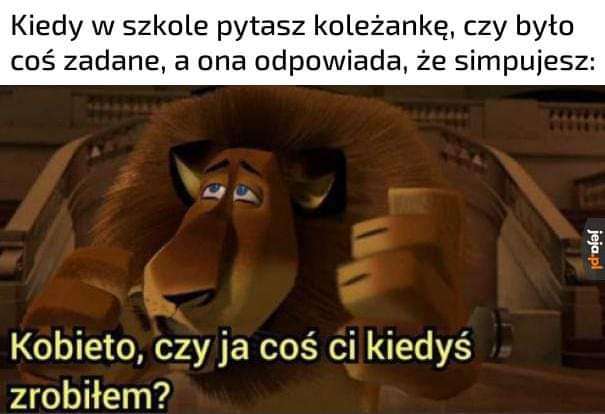 Kiedy w szkole pytasz koleżankę, czy było
coś zadane, a ona odpowiada, że simpujesz:
jeja.pl
Kobieto, czy ja coś ci kiedyś
zrobiłem?